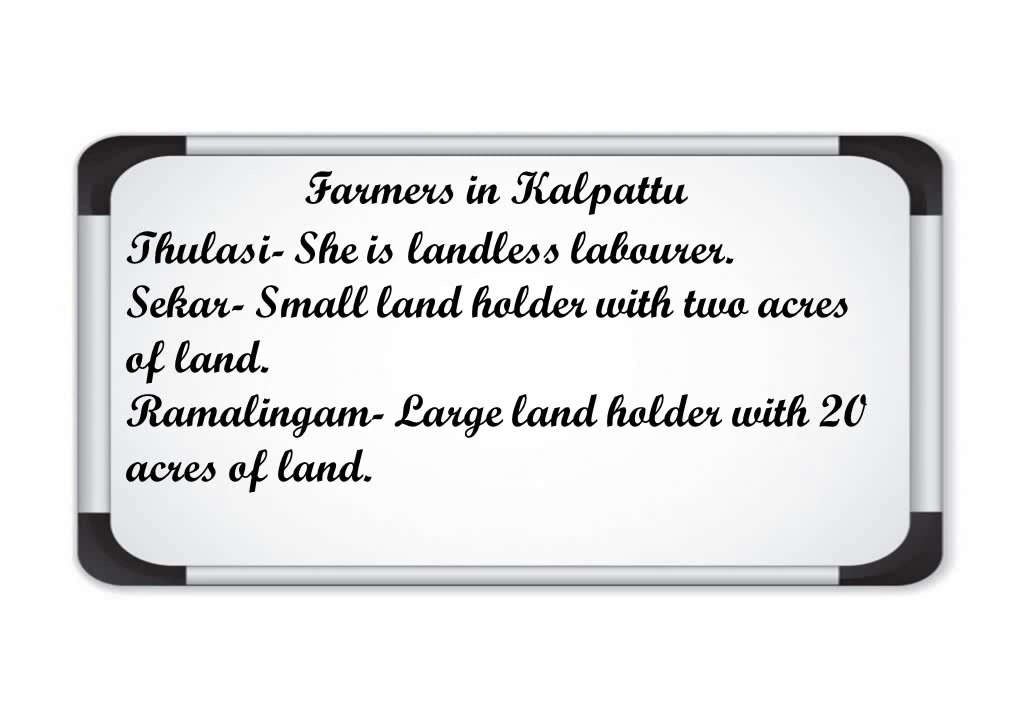 Farmers in Kalpattu
Thulasi- She is landless labourer.
Sekar- Small land holder with two acres
of land.
Ramalingam- Large land holder with 20
acres of land.